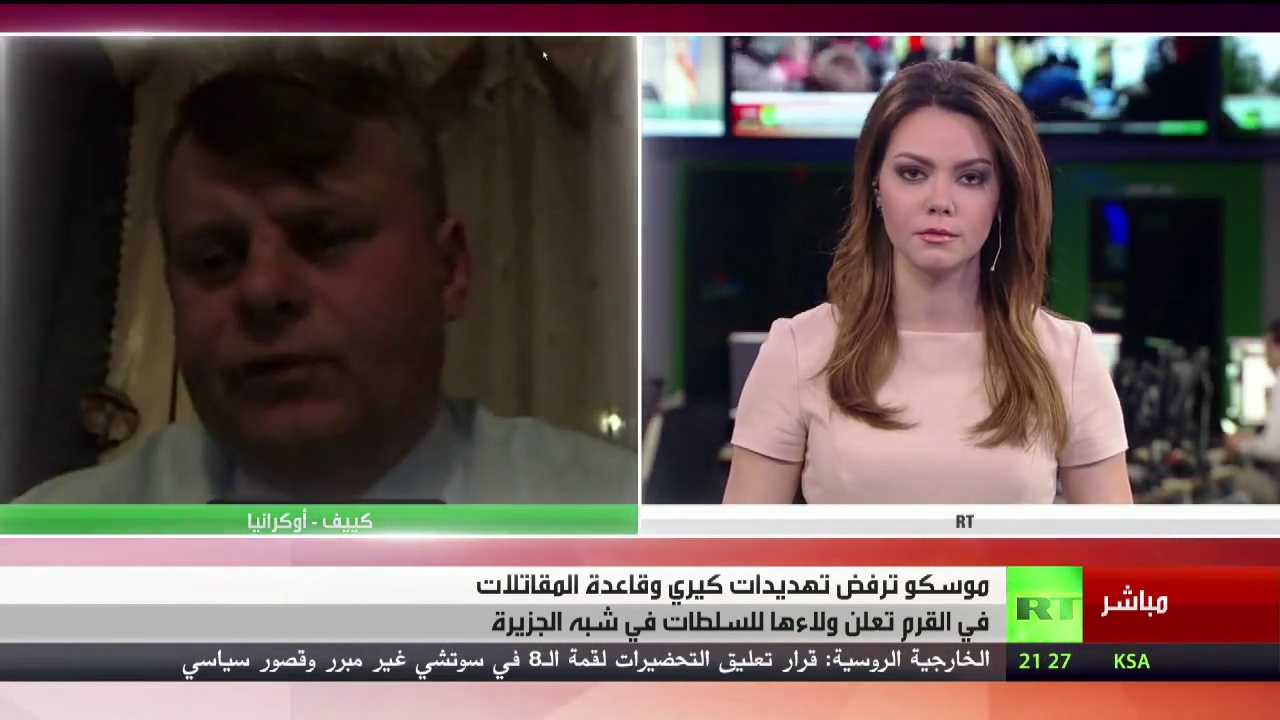 كييف - أوكرانيا
RT
موسكو ترفض تهديدات كيري وقاعدة المقاتلات
في القرم تعلن ولاءها للسلطات في شبه الجزيرة
مباشر
RT
الخارجية الروسية: قرار تعليق التحضيرات لقمة الـ8 في سوتشي غير مبرر وقصور سياسي
21 27 KSA